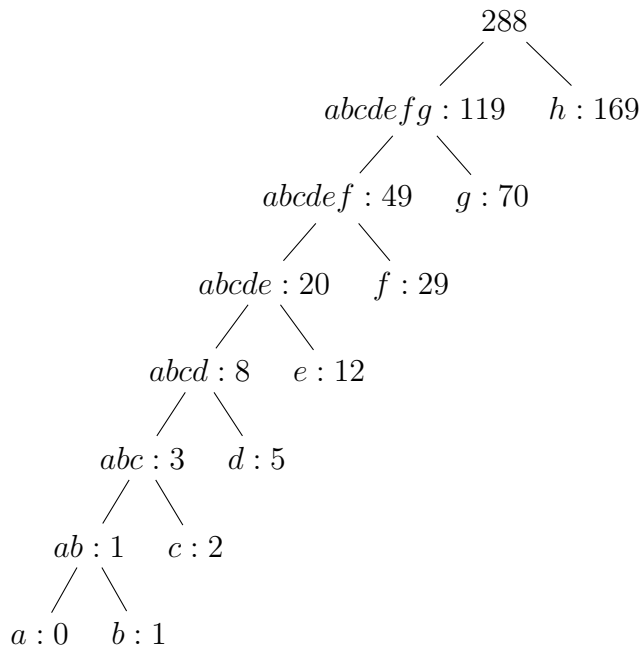 288
abcdefg : 119 h : 169
abcdef : 49 g : 70
abcde : 20 f : 29
abcd : 8 e : 12
abc : 3 d : 5
ab : 1 c : 2
a : 0 b : 1